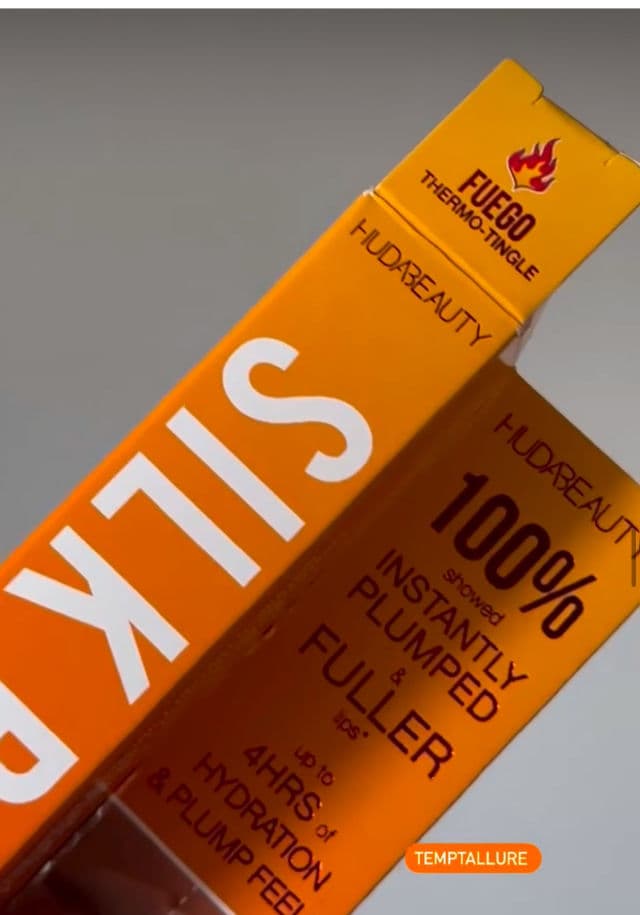 FUEGO
THERMO-TINGLE
HUDABEAUTY
SILK
HUDABEAUTY
100%
showed
INSTANTLY
PLUMPED
&
FULLER
lips*
up to
4HRS of
HYDRATION
& PLUMP FEEL
TEMPTALLURE